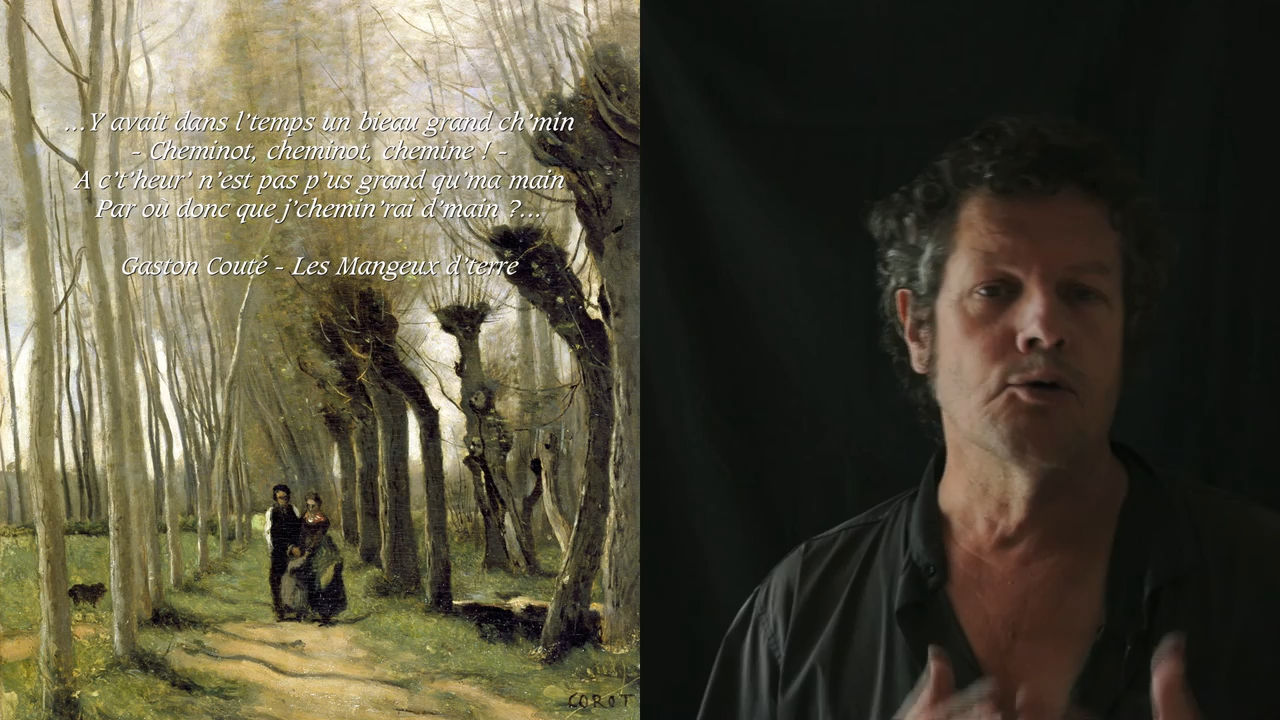 ...Y avait dans l'temps un bieau grand ch'min
- Cheminot, cheminot, chemine ! -
A c't'heur' n'est pas p'us grand qu'ma main
Par où donc que j'chemin'rai d'main ?...
Gaston Couté - Les Mangeux d'terre
COROT